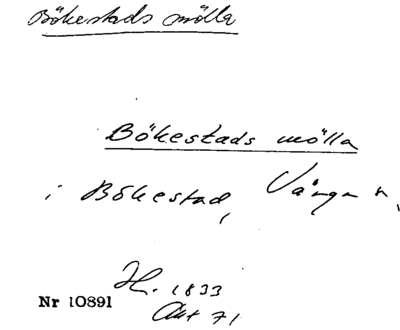 Bökestads mölla
Bökestads mölla
i Bökestad, Vånga n,
H. 1833
Nr 10891
Akt 71